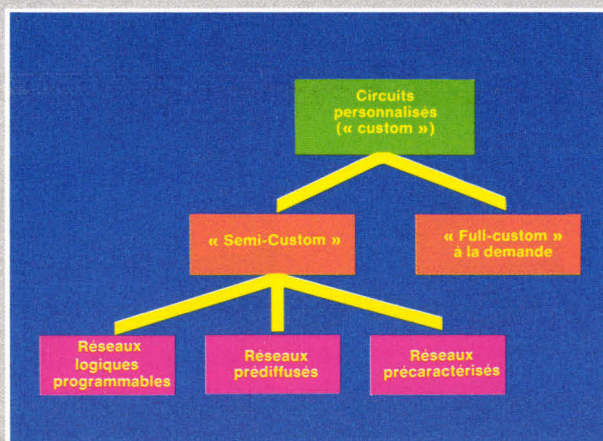 Circuits
personnalisés
(« custom »)
« Semi-Custom »
« Full-custom »
à la demande
Réseaux
logiques
programmables
Réseaux
prédiffusés
Réseaux
précaractérisés